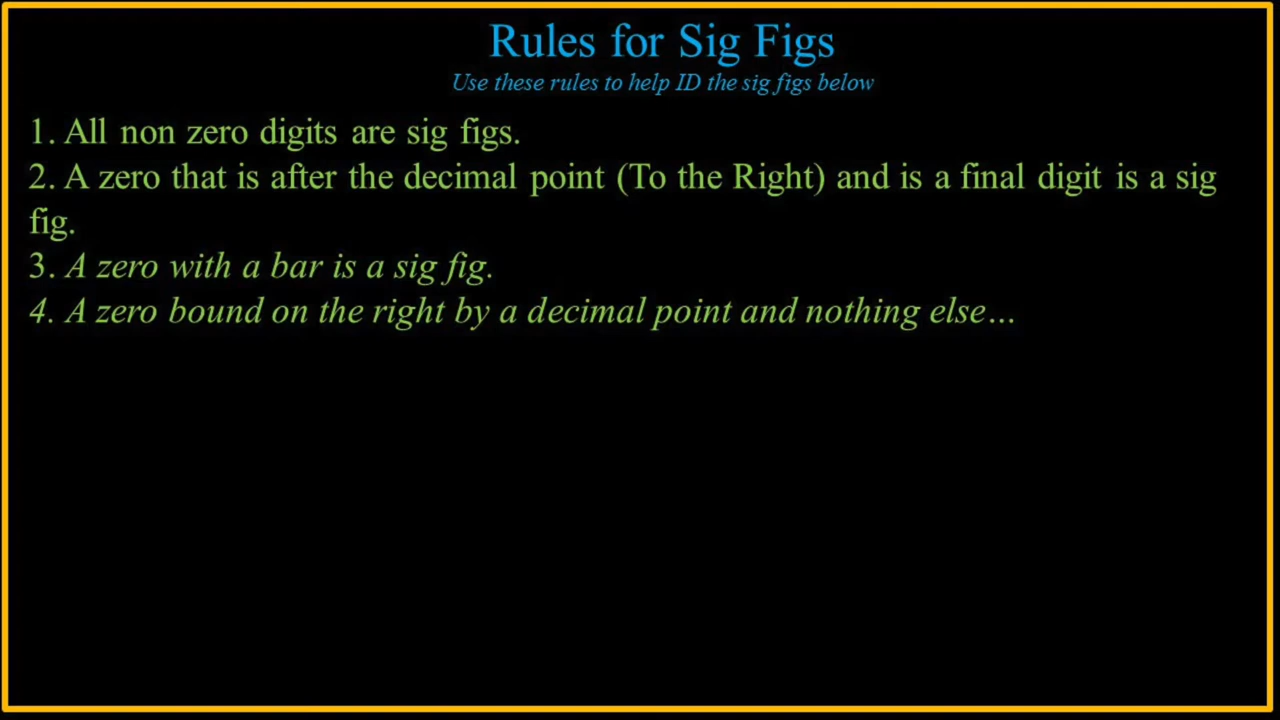 Rules for Sig Figs
Use these rules to help ID the sig figs below
1. All non zero digits are sig figs.
2. A zero that is after the decimal point (To the Right) and is a final digit is a sig
fig.
3. A zero with a bar is a sig fig.
4. A zero bound on the right by a decimal point and nothing else…